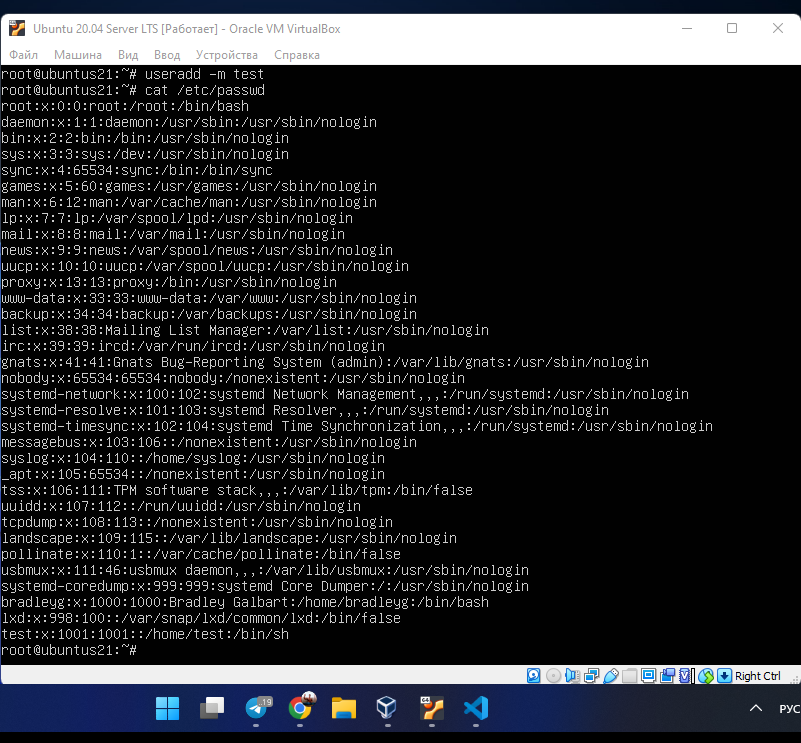 Ubuntu 20.04 Server LTS [Работает] - Oracle VM VirtualBox
Файл Машина Вид Ввод Устройства Справка
root@ubuntus21:~# useradd -m test
root@ubuntus21:~# cat /etc/passwd
root:x:0:0:root:/root:/bin/bash
daemon:x:1:1:daemon:/usr/sbin:/usr/sbin/nologin
bin:x:2:2:bin:/bin:/usr/sbin/nologin
sys:x:3:3:sys:/dev:/usr/sbin/nologin
sync:x:4:65534:sync:/bin:/bin/sync
games:x:5:60:games:/usr/games:/usr/sbin/nologin
man:x:6:12:man:/var/cache/man:/usr/sbin/nologin
lp:x:7:7:lp:/var/spool/lpd:/usr/sbin/nologin
mail:x:8:8:mail:/var/mail:/usr/sbin/nologin
news:x:9:9:news:/var/spool/news:/usr/sbin/nologin
uucp:x:10:10:uucp:/var/spool/uucp:/usr/sbin/nologin
proxy:x:13:13:proxy:/bin:/usr/sbin/nologin
www-data:x:33:33:www-data:/var/www:/usr/sbin/nologin
backup:x:34:34:backup:/var/backups:/usr/sbin/nologin
list:x:38:38:Mailing List Manager:/var/list:/usr/sbin/nologin
irc:x:39:39:ircd:/var/run/ircd:/usr/sbin/nologin
gnats:x:41:41:Gnats Bug-Reporting System (admin):/var/lib/gnats:/usr/sbin/nologin
nobody:x:65534:65534:nobody:/nonexistent:/usr/sbin/nologin
systemd-network:x:100:102:systemd Network Management,,,:/run/systemd:/usr/sbin/nologin
systemd-resolve:x:101:103:systemd Resolver,,,:/run/systemd:/usr/sbin/nologin
systemd-timesync:x:102:104:systemd Time Synchronization,,,:/run/systemd:/usr/sbin/nologin
messagebus:x:103:106::/nonexistent:/usr/sbin/nologin
syslog:x:104:110::/home/syslog:/usr/sbin/nologin
_apt:x:105:65534::/nonexistent:/usr/sbin/nologin
tss:x:106:111:TPM software stack,,,:/var/lib/tpm:/bin/false
uuidd:x:107:112::/run/uuidd:/usr/sbin/nologin
tcpdump:x:108:113::/nonexistent:/usr/sbin/nologin
landscape:x:109:115::/var/lib/landscape:/usr/sbin/nologin
pollinate:x:110:1::/var/cache/pollinate:/bin/false
usbmux:x:111:46:usbmux daemon,,,:/var/lib/usbmux:/usr/sbin/nologin
systemd-coredump:x:999:999:systemd Core Dumper:/:/usr/sbin/nologin
bradleyg:x:1000:1000:Bradley Galbart:/home/bradleyg:/bin/bash
lxd:x:998:100::/var/snap/lxd/common/lxd:/bin/false
test:x:1001:1001::/home/test:/bin/sh
root@ubuntus21:~#
Right Ctrl
19
РУС